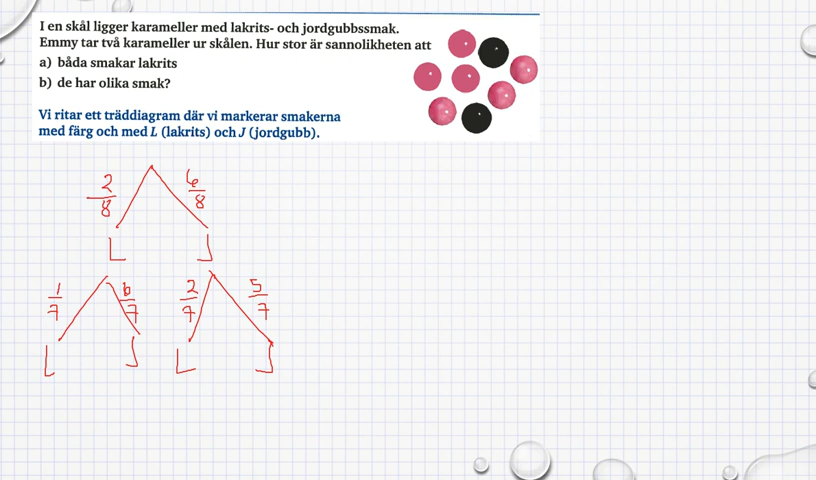 I en skål ligger karameller med lakrits- och jordgubbssmak.
Emmy tar två karameller ur skålen. Hur stor är sannolikheten att
a) båda smakar lakrits
b) de har olika smak?
Vi ritar ett träddiagram där vi markerar smakerna
med färg och med L (lakrits) och J (jordgubb).
2/8 6/8
L J
1/7 6/7 2/7 5/7
L J L J